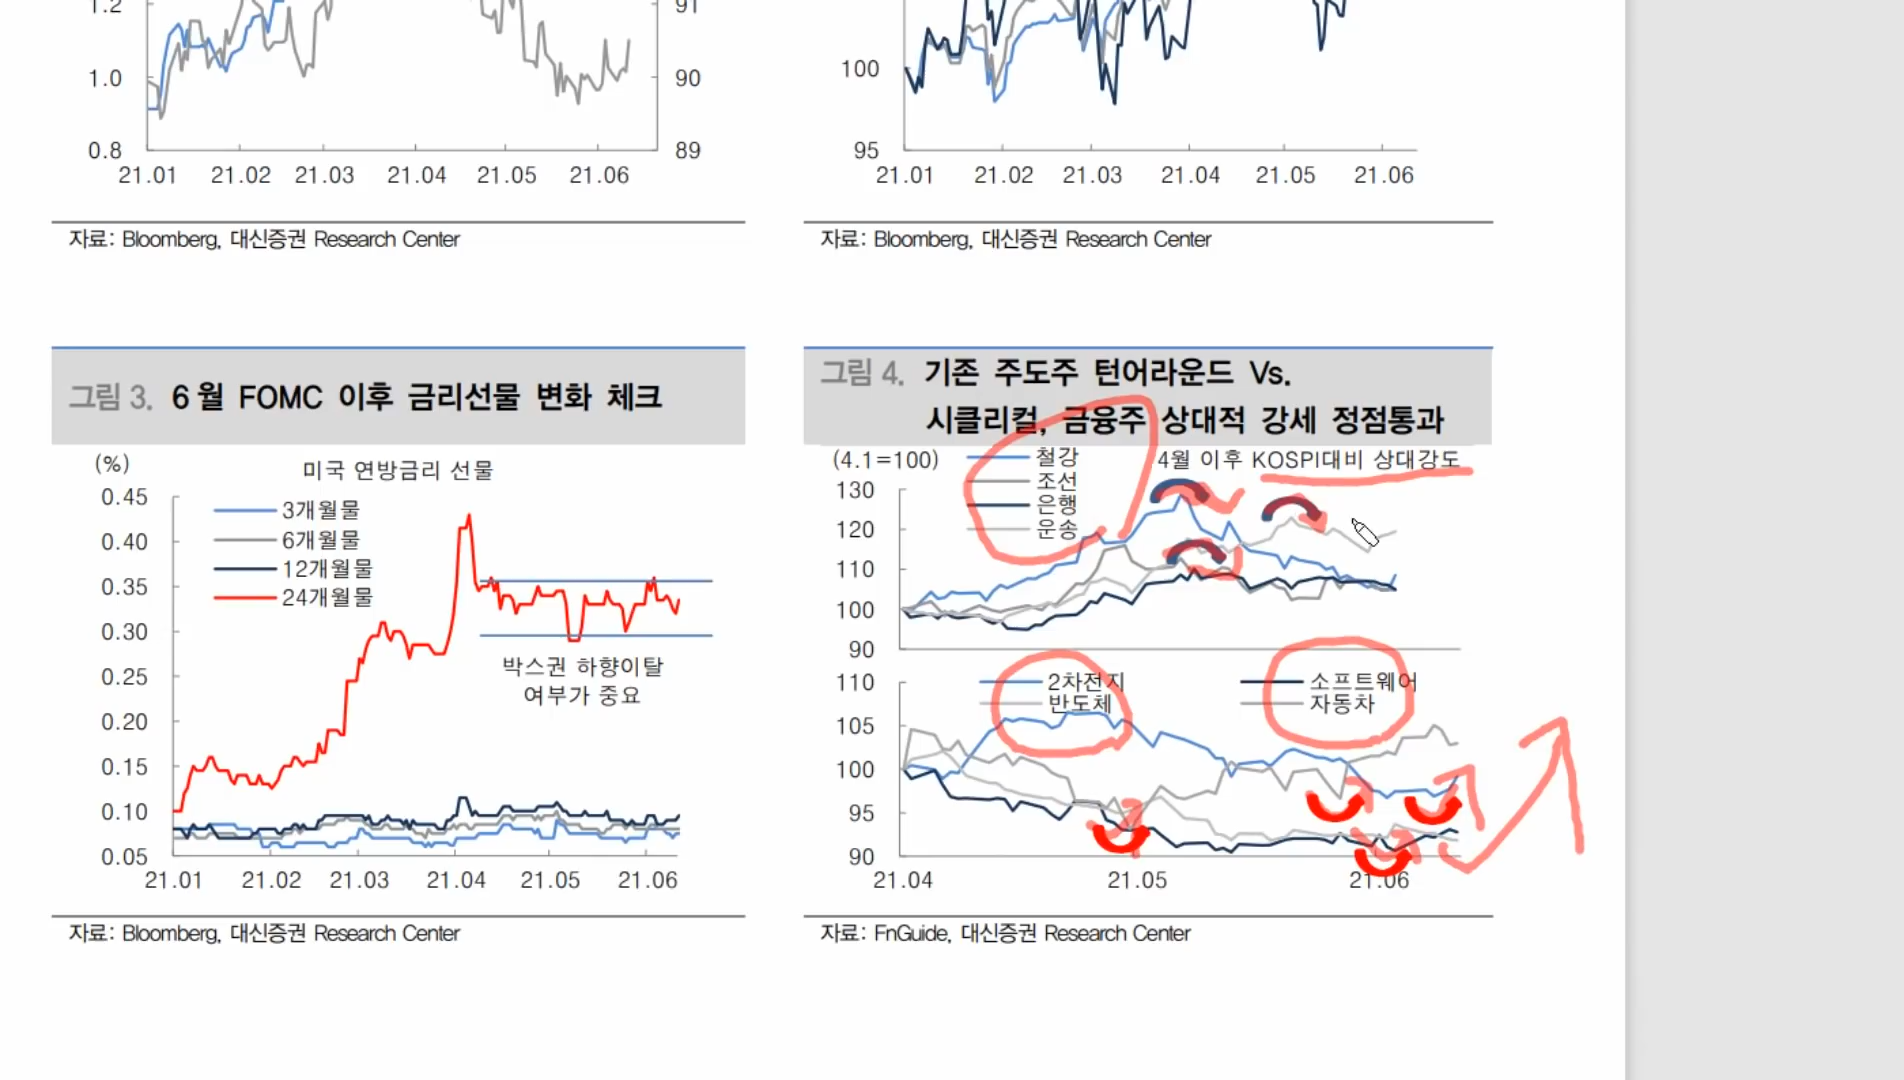 1.2
91
1.0
90
0.8
89
21.01 21.02 21.03 21.04 21.05 21.06
100
95
21.01 21.02 21.03 21.04 21.05 21.06
자료: Bloomberg, 대신증권 Research Center
자료: Bloomberg, 대신증권 Research Center
그림 3. 6월 FOMC 이후 금리선물 변화 체크
(%)
미국 연방금리 선물
0.45
0.40
0.35
0.30
0.25
0.20
0.15
0.10
0.05
3개월물
6개월물
12개월물
24개월물
박스권 하향이탈
여부가 중요
21.01 21.02 21.03 21.04 21.05 21.06
자료: Bloomberg, 대신증권 Research Center
그림 4. 기존 주도주 턴어라운드 Vs.
시클리컬, 금융주 상대적 강세 정점통과
(4.1=100)
철강
조선
은행
운송
4월 이후 KOSPI대비 상대강도
130
120
110
100
90
2차전지
반도체
소프트웨어
자동차
110
105
100
95
90
21.04 21.05 21.06
자료: FnGuide, 대신증권 Research Center